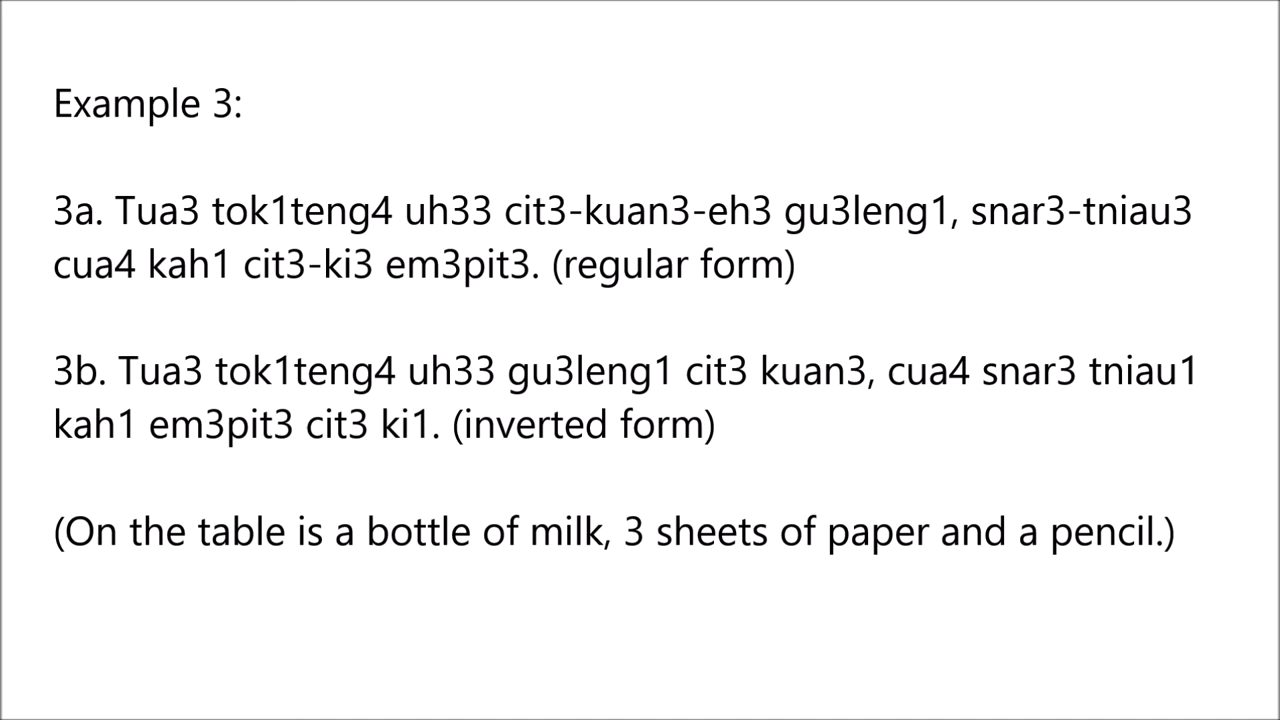 Example 3:
3a. Tua3 tok1teng4 uh33 cit3-kuan3-eh3 gu3leng1, snar3-tniau3
cua4 kah1 cit3-ki3 em3pit3. (regular form)
3b. Tua3 tok1teng4 uh33 gu3leng1 cit3 kuan3, cua4 snar3 tniau1
kah1 em3pit3 cit3 ki1. (inverted form)
(On the table is a bottle of milk, 3 sheets of paper and a pencil.)